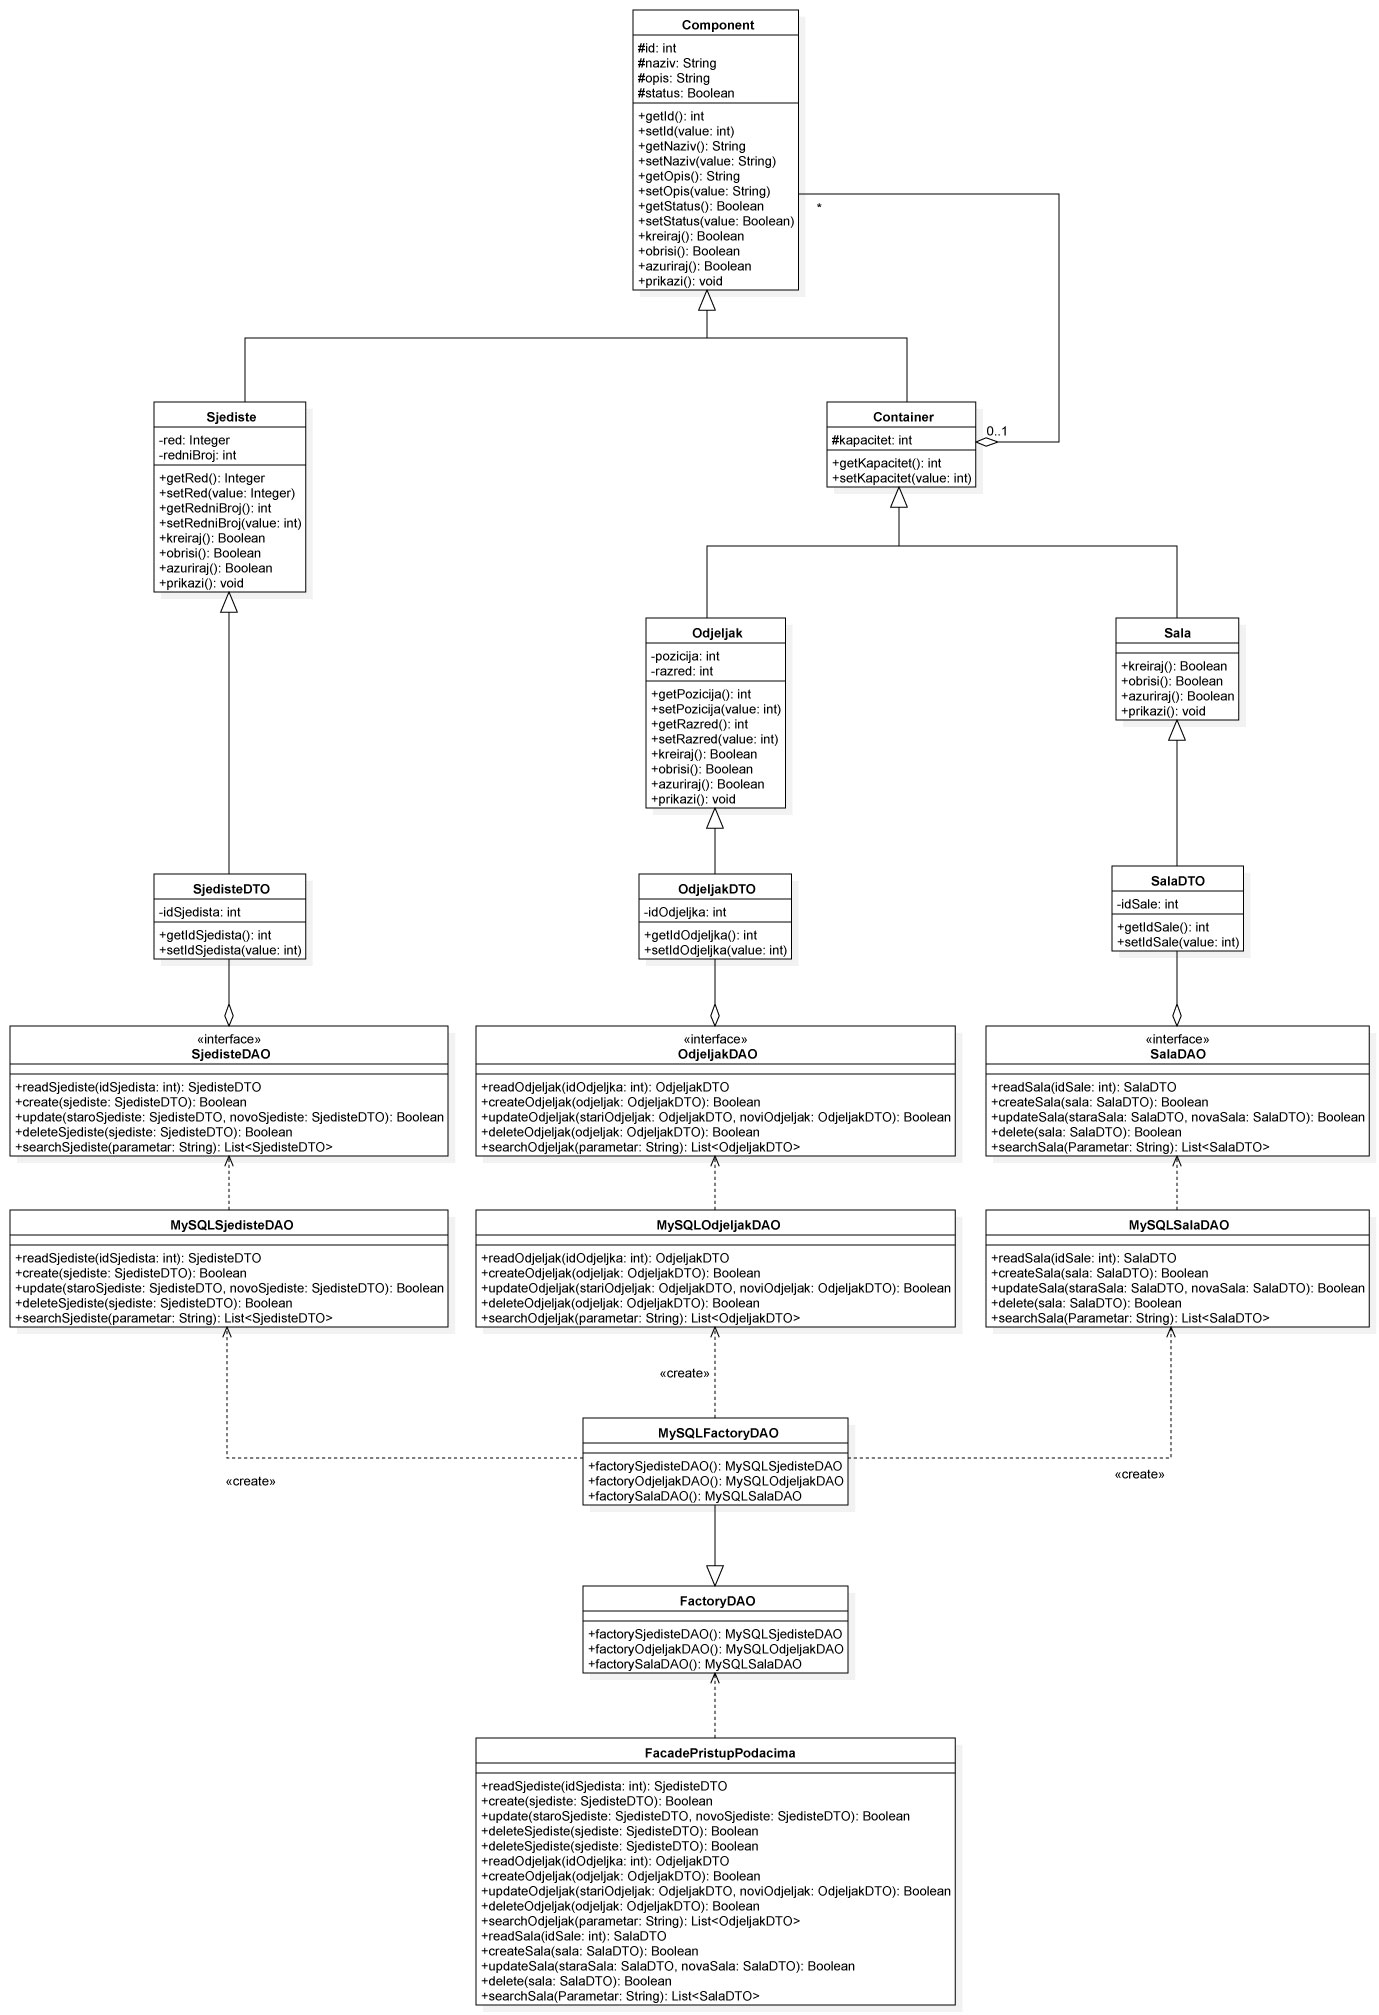 Component
#id: int
#naziv: String
#opis: String
#status: Boolean
+getId(): int
+setId(value: int)
+getNaziv(): String
+setNaziv(value: String)
+getOpis(): String
+setOpis(value: String)
+getStatus(): Boolean
+setStatus(value: Boolean)
+kreiraj(): Boolean
+obrisi(): Boolean
+azuriraj(): Boolean
+prikazi(): void
*
Sjediste
-red: Integer
-redniBroj: int
+getRed(): Integer
+setRed(value: Integer)
+getRedniBroj(): int
+setRedniBroj(value: int)
+kreiraj(): Boolean
+obrisi(): Boolean
+azuriraj(): Boolean
+prikazi(): void
Container
#kapacitet: int
+getKapacitet(): int
+setKapacitet(value: int)
0..1
Odjeljak
-pozicija: int
-razred: int
+getPozicija(): int
+setPozicija(value: int)
+getRazred(): int
+setRazred(value: int)
+kreiraj(): Boolean
+obrisi(): Boolean
+azuriraj(): Boolean
+prikazi(): void
Sala
+kreiraj(): Boolean
+obrisi(): Boolean
+azuriraj(): Boolean
+prikazi(): void
SjedisteDTO
-idSjedista: int
+getIdSjedista(): int
+setIdSjedista(value: int)
OdjeljakDTO
-idOdjeljka: int
+getIdOdjeljka(): int
+setIdOdjeljka(value: int)
SalaDTO
-idSale: int
+getIdSale(): int
+setIdSale(value: int)
«interface»
SjedisteDAO
+readSjediste(idSjedista: int): SjedisteDTO
+create(sjediste: SjedisteDTO): Boolean
+update(staroSjediste: SjedisteDTO, novoSjediste: SjedisteDTO): Boolean
+deleteSjediste(sjediste: SjedisteDTO): Boolean
+searchSjediste(parametar: String): List<SjedisteDTO>
«interface»
OdjeljakDAO
+readOdjeljak(idOdjeljka: int): OdjeljakDTO
+createOdjeljak(odjeljak: OdjeljakDTO): Boolean
+updateOdjeljak(stariOdjeljak: OdjeljakDTO, noviOdjeljak: OdjeljakDTO): Boolean
+deleteOdjeljak(odjeljak: OdjeljakDTO): Boolean
+searchOdjeljak(parametar: String): List<OdjeljakDTO>
«interface»
SalaDAO
+readSala(idSale: int): SalaDTO
+createSala(sala: SalaDTO): Boolean
+updateSala(staraSala: SalaDTO, novaSala: SalaDTO): Boolean
+delete(sala: SalaDTO): Boolean
+searchSala(Parametar: String): List<SalaDTO>
MySQLSjedisteDAO
+readSjediste(idSjedista: int): SjedisteDTO
+create(sjediste: SjedisteDTO): Boolean
+update(staroSjediste: SjedisteDTO, novoSjediste: SjedisteDTO): Boolean
+deleteSjediste(sjediste: SjedisteDTO): Boolean
+searchSjediste(parametar: String): List<SjedisteDTO>
MySQLOdjeljakDAO
+readOdjeljak(idOdjeljka: int): OdjeljakDTO
+createOdjeljak(odjeljak: OdjeljakDTO): Boolean
+updateOdjeljak(stariOdjeljak: OdjeljakDTO, noviOdjeljak: OdjeljakDTO): Boolean
+deleteOdjeljak(odjeljak: OdjeljakDTO): Boolean
+searchOdjeljak(parametar: String): List<OdjeljakDTO>
MySQLSalaDAO
+readSala(idSale: int): SalaDTO
+createSala(sala: SalaDTO): Boolean
+updateSala(staraSala: SalaDTO, novaSala: SalaDTO): Boolean
+delete(sala: SalaDTO): Boolean
+searchSala(Parametar: String): List<SalaDTO>
«create»
MySQLFactoryDAO
+factorySjedisteDAO(): MySQLSjedisteDAO
+factoryOdjeljakDAO(): MySQLOdjeljakDAO
+factorySalaDAO(): MySQLSalaDAO
«create»
«create»
FactoryDAO
+factorySjedisteDAO(): MySQLSjedisteDAO
+factoryOdjeljakDAO(): MySQLOdjeljakDAO
+factorySalaDAO(): MySQLSalaDAO
FacadePristupPodacima
+readSjediste(idSjedista: int): SjedisteDTO
+create(sjediste: SjedisteDTO): Boolean
+update(staroSjediste: SjedisteDTO, novoSjediste: SjedisteDTO): Boolean
+deleteSjediste(sjediste: SjedisteDTO): Boolean
+deleteSjediste(sjediste: SjedisteDTO): Boolean
+readOdjeljak(idOdjeljka: int): OdjeljakDTO
+createOdjeljak(odjeljak: OdjeljakDTO): Boolean
+updateOdjeljak(stariOdjeljak: OdjeljakDTO, noviOdjeljak: OdjeljakDTO): Boolean
+deleteOdjeljak(odjeljak: OdjeljakDTO): Boolean
+searchOdjeljak(parametar: String): List<OdjeljakDTO>
+readSala(idSale: int): SalaDTO
+createSala(sala: SalaDTO): Boolean
+updateSala(staraSala: SalaDTO, novaSala: SalaDTO): Boolean
+delete(sala: SalaDTO): Boolean
+searchSala(Parametar: String): List<SalaDTO>